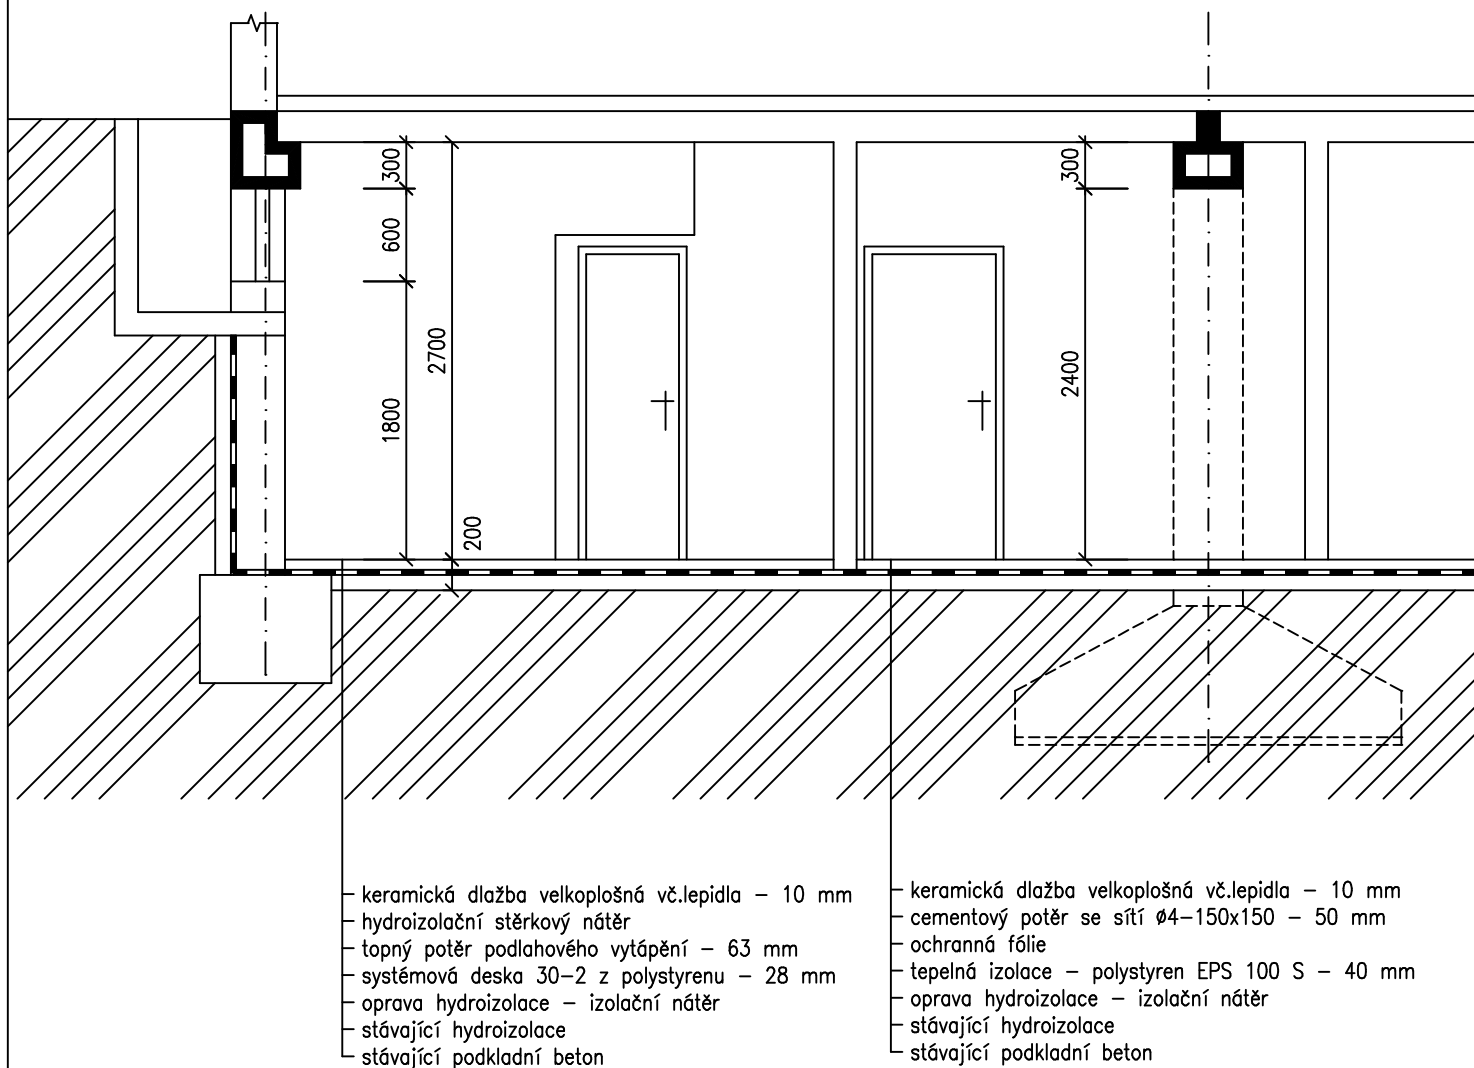 300
600
1800
2700
200
300
2400
keramická dlažba velkoplošná vč.lepidla – 10 mm
hydroizolační stěrkový nátěr
topný potěr podlahového vytápění – 63 mm
systémová deska 30–2 z polystyrenu – 28 mm
oprava hydroizolace – izolační nátěr
stávající hydroizolace
stávající podkladní beton
keramická dlažba velkoplošná vč.lepidla – 10 mm
cementový potěr se sítí ø4–150x150 – 50 mm
ochranná fólie
tepelná izolace – polystyren EPS 100 S – 40 mm
oprava hydroizolace – izolační nátěr
stávající hydroizolace
stávající podkladní beton